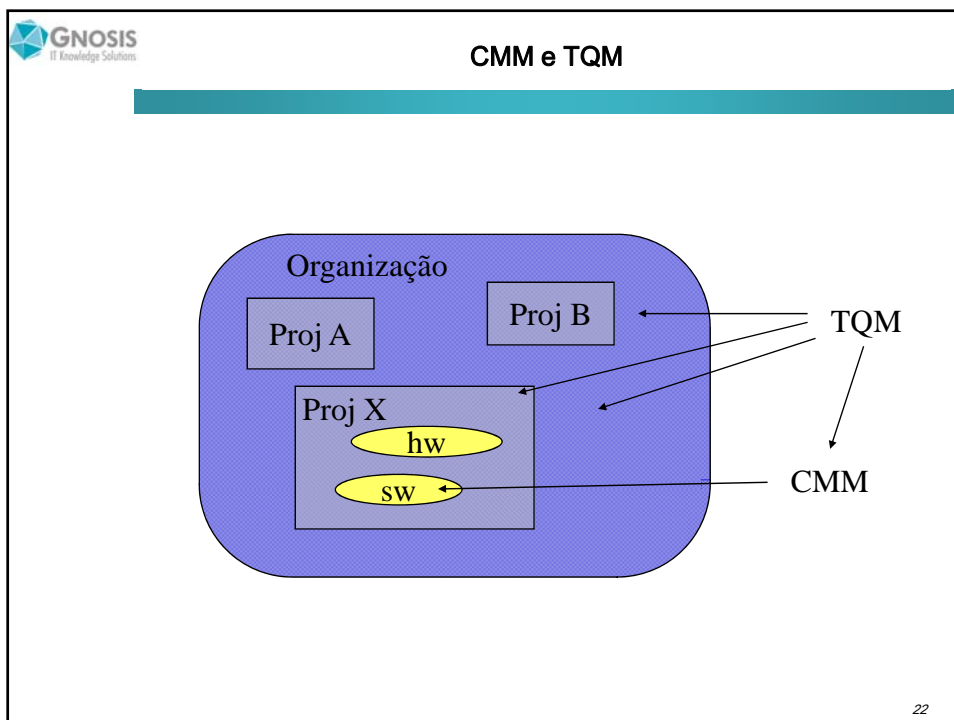 GNOSIS
IT Knowledge Solutions
CMM e TQM
Organização
Proj A
Proj B
TQM
Proj X
hw
sw
CMM
22